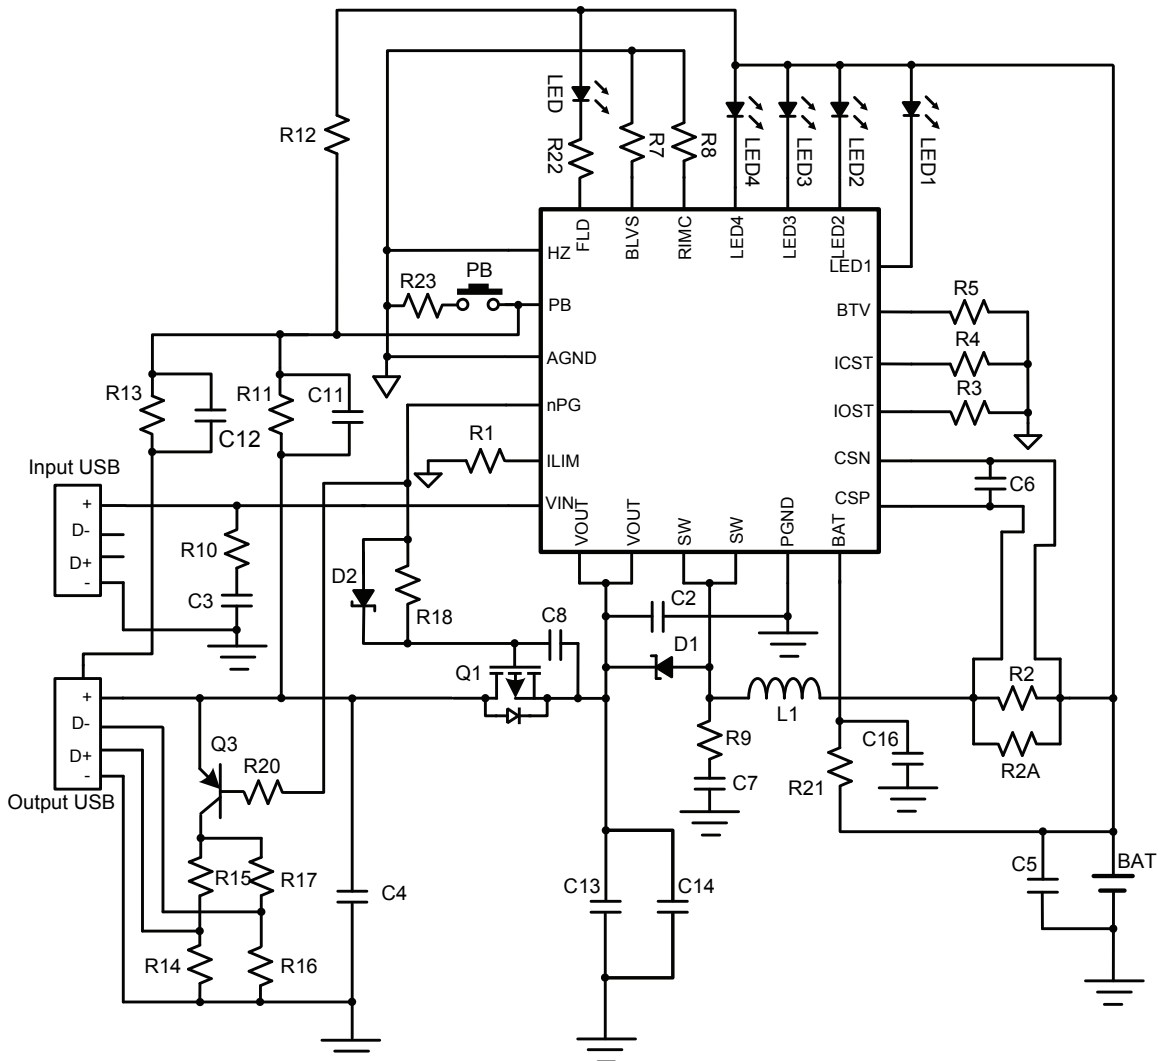 LED
R12
R22
R7
R8
LED4
LED3
LED2
LED1
FLD
BLVS
RIMC
LED4
LED3
LED2
LED1
HZ
PB
R23
PB
BTV
R5
AGND
ICST
R4
R13
C12
R11
C11
nPG
IOST
R3
R1
ILIM
CSN
C6
Input USB
+
D-
D+
-
VIN
CSP
VOUT
VOUT
SW
SW
PGND
BAT
R10
C3
D2
R18
C2
C8
D1
Q1
R2
R2A
L1
Output USB
+
D-
D+
-
Q3
R20
R9
C7
R21
C16
R15
R17
C4
C13
C14
C5
BAT
R14
R16